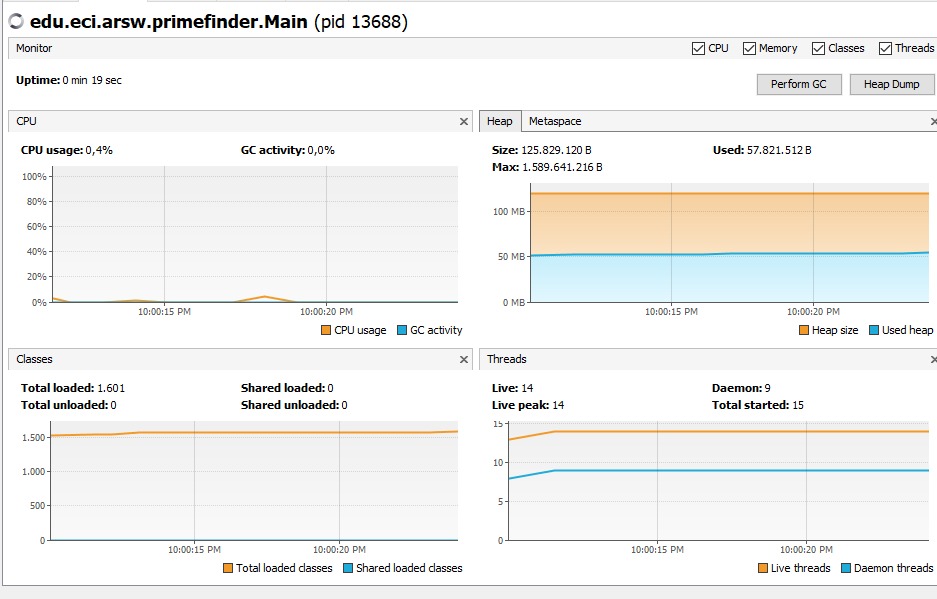 edu.eci.arsw.primefinder.Main (pid 13688)
Monitor CPU Memory Classes Threads
Uptime: 0 min 19 sec
Perform GC Heap Dump
CPU
CPU usage: 0,4% GC activity: 0,0%
100%
80%
60%
40%
20%
0%
10:00:15 PM 10:00:20 PM
CPU usage GC activity
Heap Metaspace
Size: 125.829.120 B Used: 57.821.512 B
Max: 1.589.641.216 B
100 MB
50 MB
0 MB
10:00:15 PM 10:00:20 PM
Heap size Used heap
Classes
Total loaded: 1.601 Shared loaded: 0
Total unloaded: 0 Shared unloaded: 0
1.500
1.000
500
0
10:00:15 PM 10:00:20 PM
Total loaded classes Shared loaded classes
Threads
Live: 14 Daemon: 9
Live peak: 14 Total started: 15
15
10
5
0
10:00:15 PM 10:00:20 PM
Live threads Daemon threads